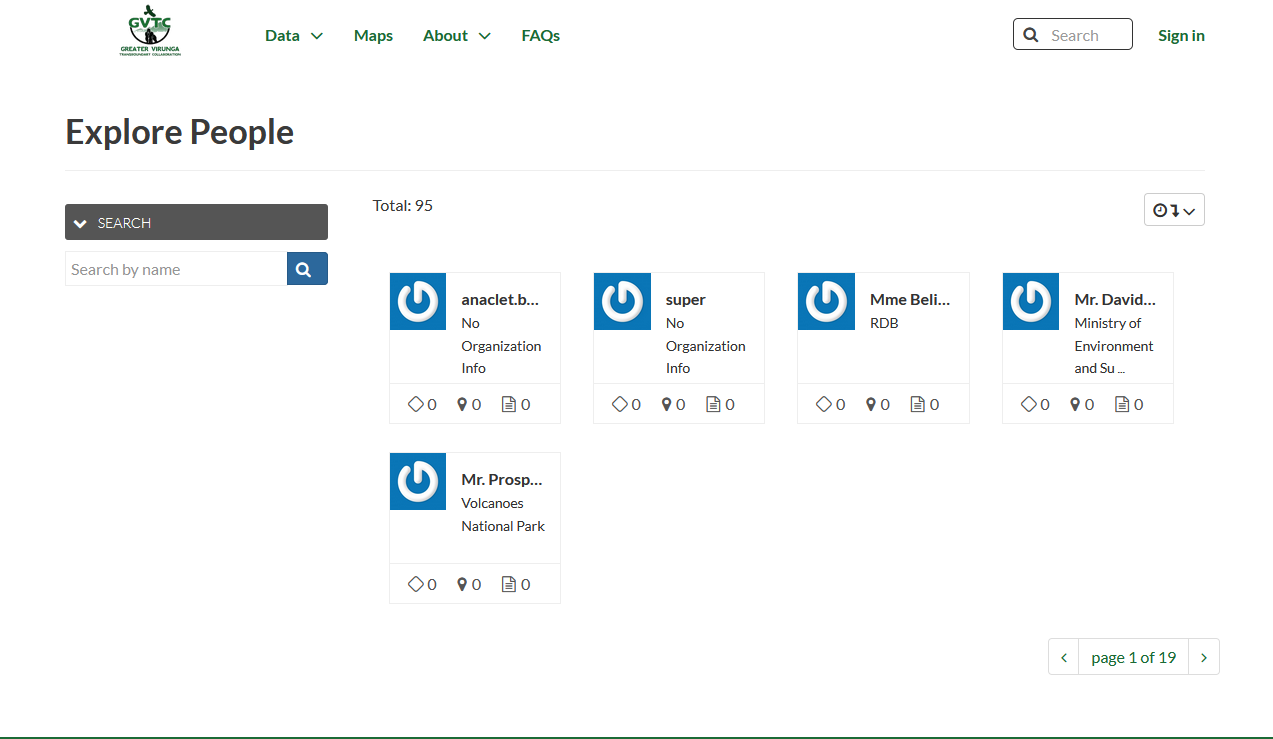 GVTC
GREATER VIRUNGA
TRANSBOUNDARY COLLABORATION
Data
Maps
About
FAQs
Search
Sign in
Explore People
SEARCH
Search by name
Total: 95
anaclet.b...
No
Organization
Info
0 0 0
super
No
Organization
Info
0 0 0
Mme Beli...
RDB
0 0 0
Mr. David...
Ministry of
Environment
and Su ...
0 0 0
Mr. Prosp...
Volcanoes
National Park
0 0 0
page 1 of 19